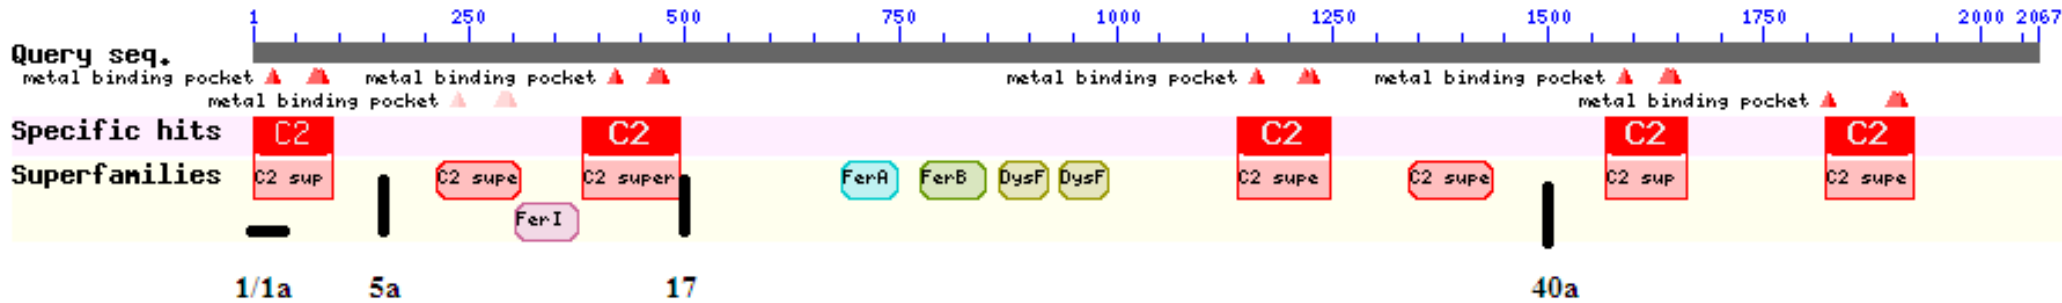 1 250 500 750 1000 1250 1500 1750 2000 2067
Query seq.
metal binding pocket metal binding pocket metal binding pocket metal binding pocket
metal binding pocket metal binding pocket
Specific hits C2 C2 C2 C2 C2
Superfamilies C2 sup C2 supe C2 super FerA FerB DysF DysF C2 supe C2 supe C2 sup C2 supe
FerI
1/1a 5a 17 40a